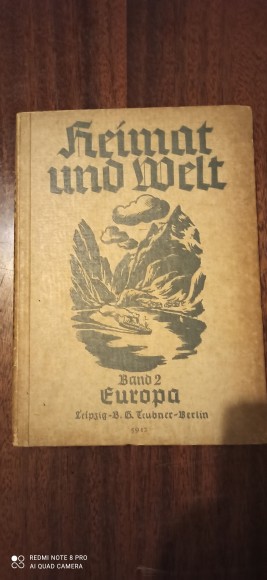 Heimat
und Welt
Band 2
Europa
Leipzig-B. G. Teubner-Berlin
REDMI NOTE 8 PRO
AI QUAD CAMERA